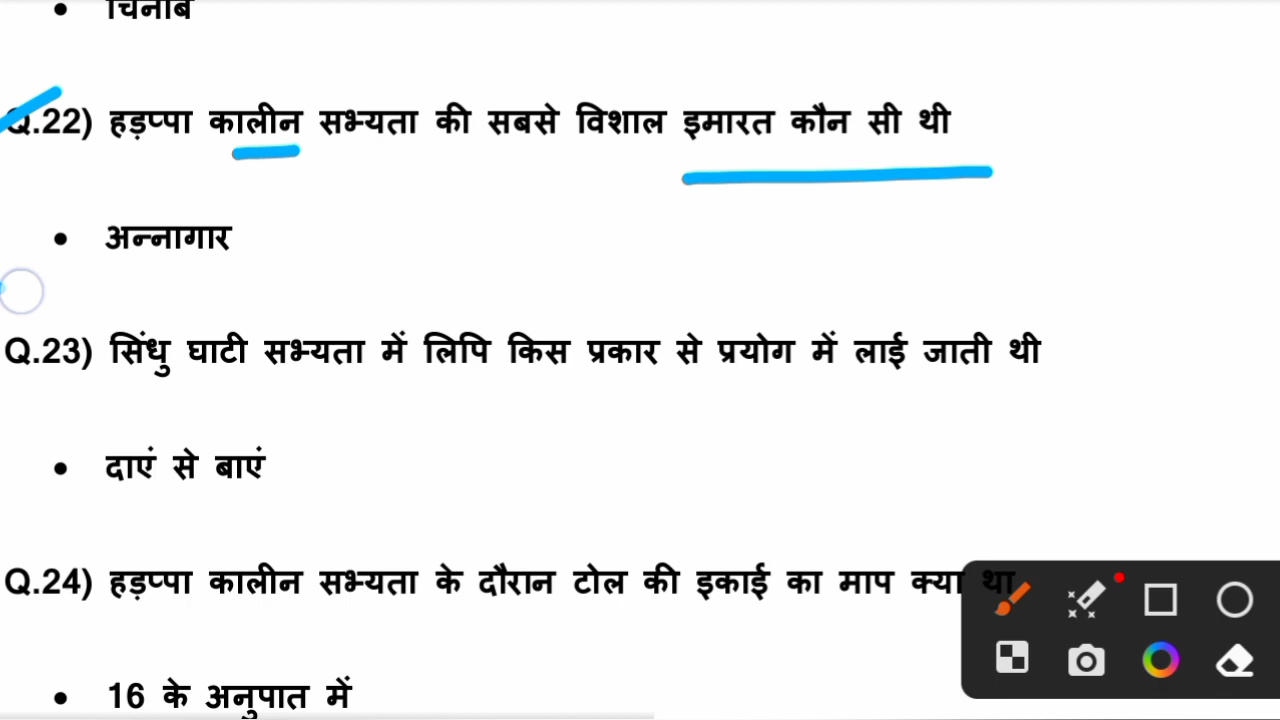 • चिनाब
Q.22) हड़प्पा कालीन सभ्यता की सबसे विशाल इमारत कौन सी थी
• अन्नागार
Q.23) सिंधु घाटी सभ्यता में लिपि किस प्रकार से प्रयोग में लाई जाती थी
• दाएं से बाएं
Q.24) हड़प्पा कालीन सभ्यता के दौरान टोल की इकाई का माप क्या था
• 16 के अनुपात में